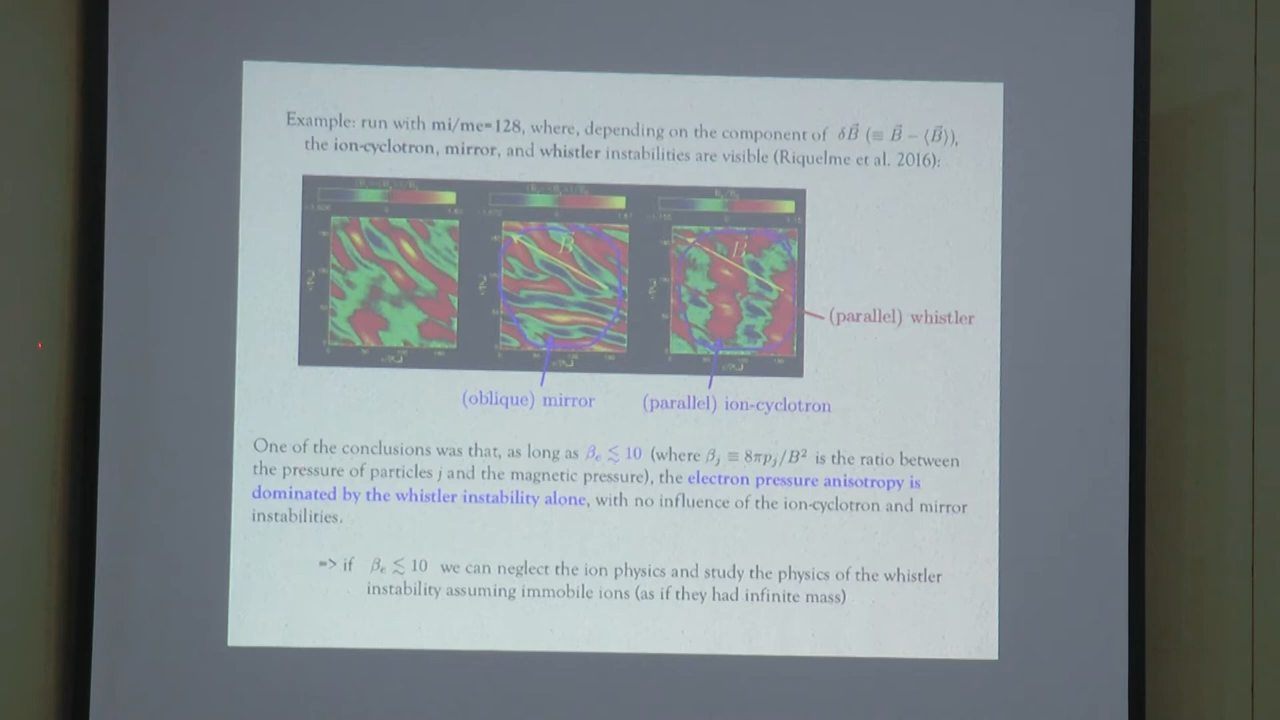 Example: run with mi/me=128, where, depending on the component of δB⃗ (≡ B⃗ − ⟨B⃗⟩),
the ion-cyclotron, mirror, and whistler instabilities are visible (Riquelme et al. 2016):
B⃗
B⃗
(parallel) whistler
(oblique) mirror
(parallel) ion-cyclotron
One of the conclusions was that, as long as βₑ ≲ 10 (where βⱼ ≡ 8πpⱼ/B² is the ratio between
the pressure of particles j and the magnetic pressure), the electron pressure anisotropy is
dominated by the whistler instability alone, with no influence of the ion-cyclotron and mirror
instabilities.
=> if βₑ ≲ 10 we can neglect the ion physics and study the physics of the whistler
instability assuming immobile ions (as if they had infinite mass)